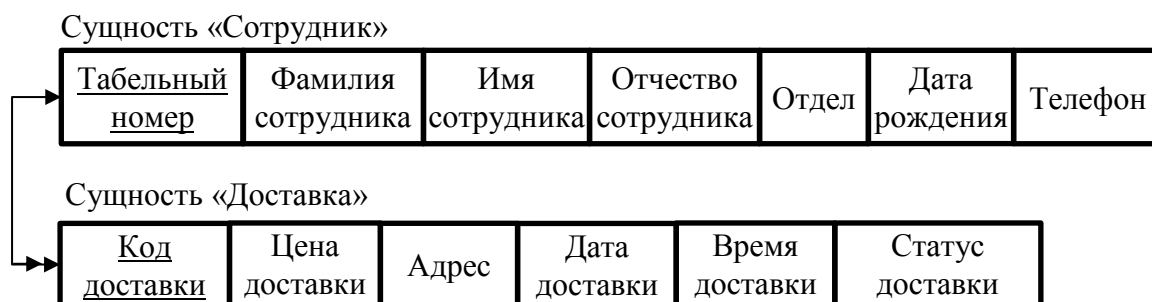 Сущность «Сотрудник»
Табельный номер
Фамилия сотрудника
Имя сотрудника
Отчество сотрудника
Отдел
Дата рождения
Телефон
Сущность «Доставка»
Код доставки
Цена доставки
Адрес
Дата доставки
Время доставки
Статус доставки